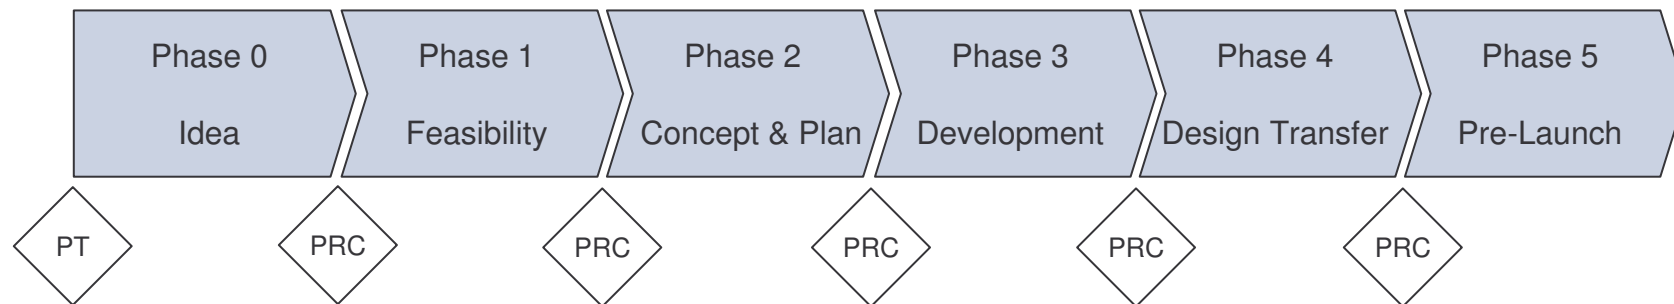 Phase 0
Idea
Phase 1
Feasibility
Phase 2
Concept & Plan
Phase 3
Development
Phase 4
Design Transfer
Phase 5
Pre-Launch
PT
PRC
PRC
PRC
PRC
PRC